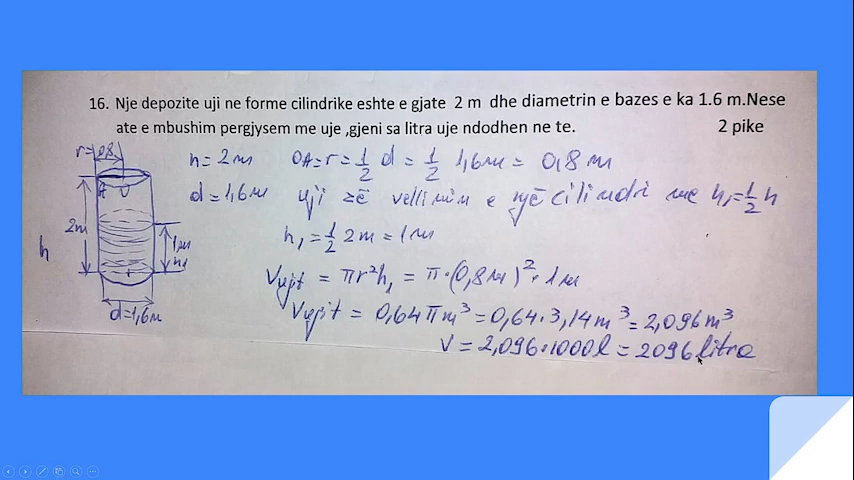 16. Nje depozite uji ne forme cilindrike eshte e gjate 2 m dhe diametrin e bazes e ka 1.6 m.Nese
ate e mbushim pergjysem me uje ,gjeni sa litra uje ndodhen ne te. 2 pike
r=0,8 h=2m OA=r=1/2 d=1/2 1,6m=0,8m
A
2m d=1,6m uji zë vëllimin e një cilindri me h₁=1/2 h
h 1m h₁ h₁=1/2 2m=1m
Vujit = πr²h₁ = π·(0,8m)²·1m
d=1,6m Vujit = 0,64πm³=0,64·3,14m³=2,096m³
V=2,096·1000l=2096 litra